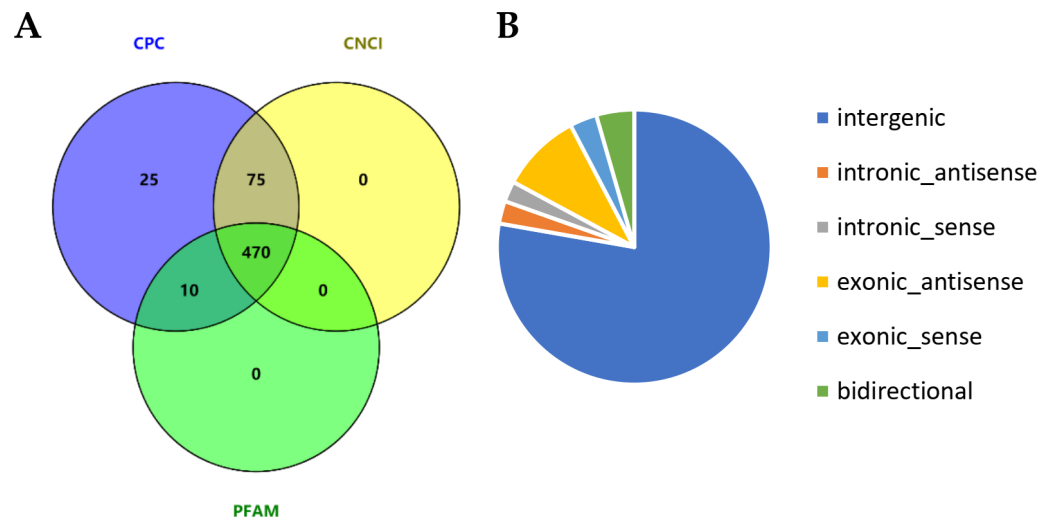 A
CPC
CNCI
25
75
0
470
10
0
0
PFAM
B
intergenic
intronic_antisense
intronic_sense
exonic_antisense
exonic_sense
bidirectional